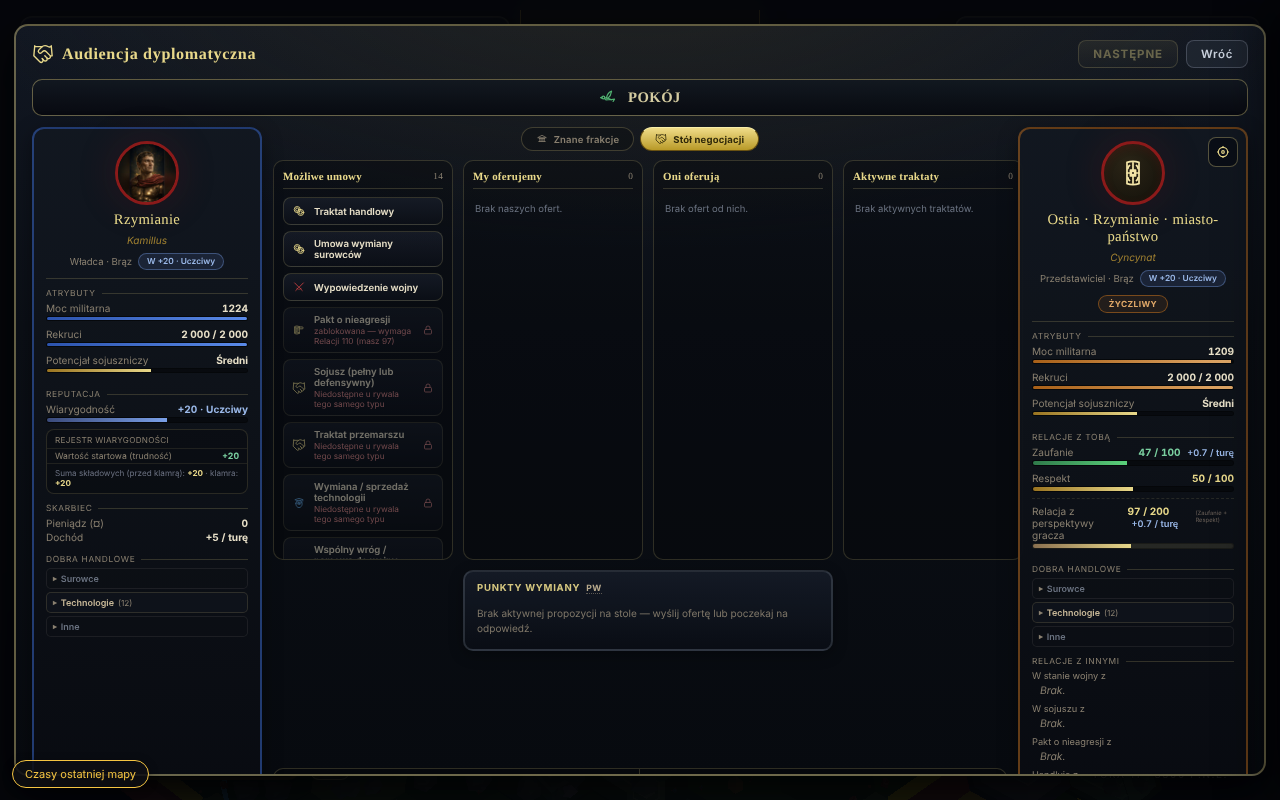 Audiencja dyplomatyczna
NASTĘPNE
Wróć
POKÓJ
Rzymianie
Kamillus
Władca · Brąz
W +20 · Uczciwy
ATRYBUTY
Moc militarna 1224
Rekruci 2 000 / 2 000
Potencjał sojuszniczy Średni
REPUTACJA
Wiarygodność +20 · Uczciwy
REJESTR WIARYGODNOŚCI
Wartość startowa (trudność) +20
Suma składowych (przed klamrą): +20 · klamra:
+20
SKARBIEC
Pieniądz (¤) 0
Dochód +5 / turę
DOBRA HANDLOWE
▸ Surowce
▸ Technologie (12)
▸ Inne
Znane frakcje
Stół negocjacji
Możliwe umowy 14
Traktat handlowy
Umowa wymiany
surowców
Wypowiedzenie wojny
Pakt o nieagresji
zablokowana — wymaga
Relacji 110 (masz 97)
Sojusz (pełny lub
defensywny)
Niedostępne u rywala
tego samego typu
Traktat przemarszu
Niedostępne u rywala
tego samego typu
Wymiana / sprzedaż
technologii
Niedostępne u rywala
tego samego typu
Wspólny wróg /
My oferujemy 0
Brak naszych ofert.
Oni oferują 0
Brak ofert od nich.
Aktywne traktaty 0
Brak aktywnych traktatów.
PUNKTY WYMIANY PW
Brak aktywnej propozycji na stole — wyślij ofertę lub poczekaj na
odpowiedź.
Ostia · Rzymianie · miasto-
państwo
Cyncynat
Przedstawiciel · Brąz
W +20 · Uczciwy
ŻYCZLIWY
ATRYBUTY
Moc militarna 1209
Rekruci 2 000 / 2 000
Potencjał sojuszniczy Średni
RELACJE Z TOBĄ
Zaufanie 47 / 100 +0.7 / turę
Respekt 50 / 100
Relacja z
perspektywy
gracza
97 / 200
+0.7 / turę
(Zaufanie +
Respekt)
DOBRA HANDLOWE
▸ Surowce
▸ Technologie (12)
▸ Inne
RELACJE Z INNYMI
W stanie wojny z
Brak.
W sojuszu z
Brak.
Pakt o nieagresji z
Brak.
Czasy ostatniej mapy